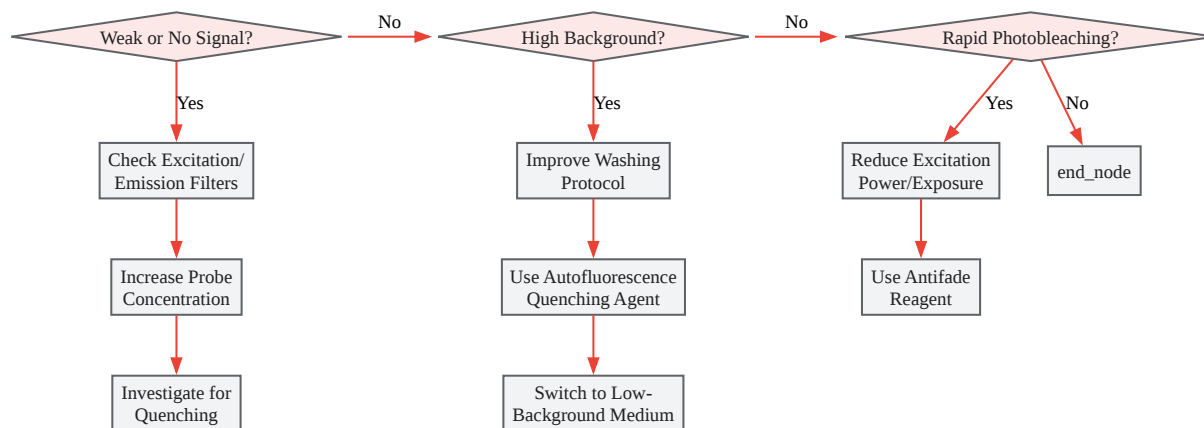 Weak or No Signal?
No
High Background?
No
Rapid Photobleaching?
Yes
Yes
Yes
No
Check Excitation/
Emission Filters
Improve Washing
Protocol
Reduce Excitation
Power/Exposure
end_node
Increase Probe
Concentration
Use Autofluorescence
Quenching Agent
Use Antifade
Reagent
Investigate for
Quenching
Switch to Low-
Background Medium